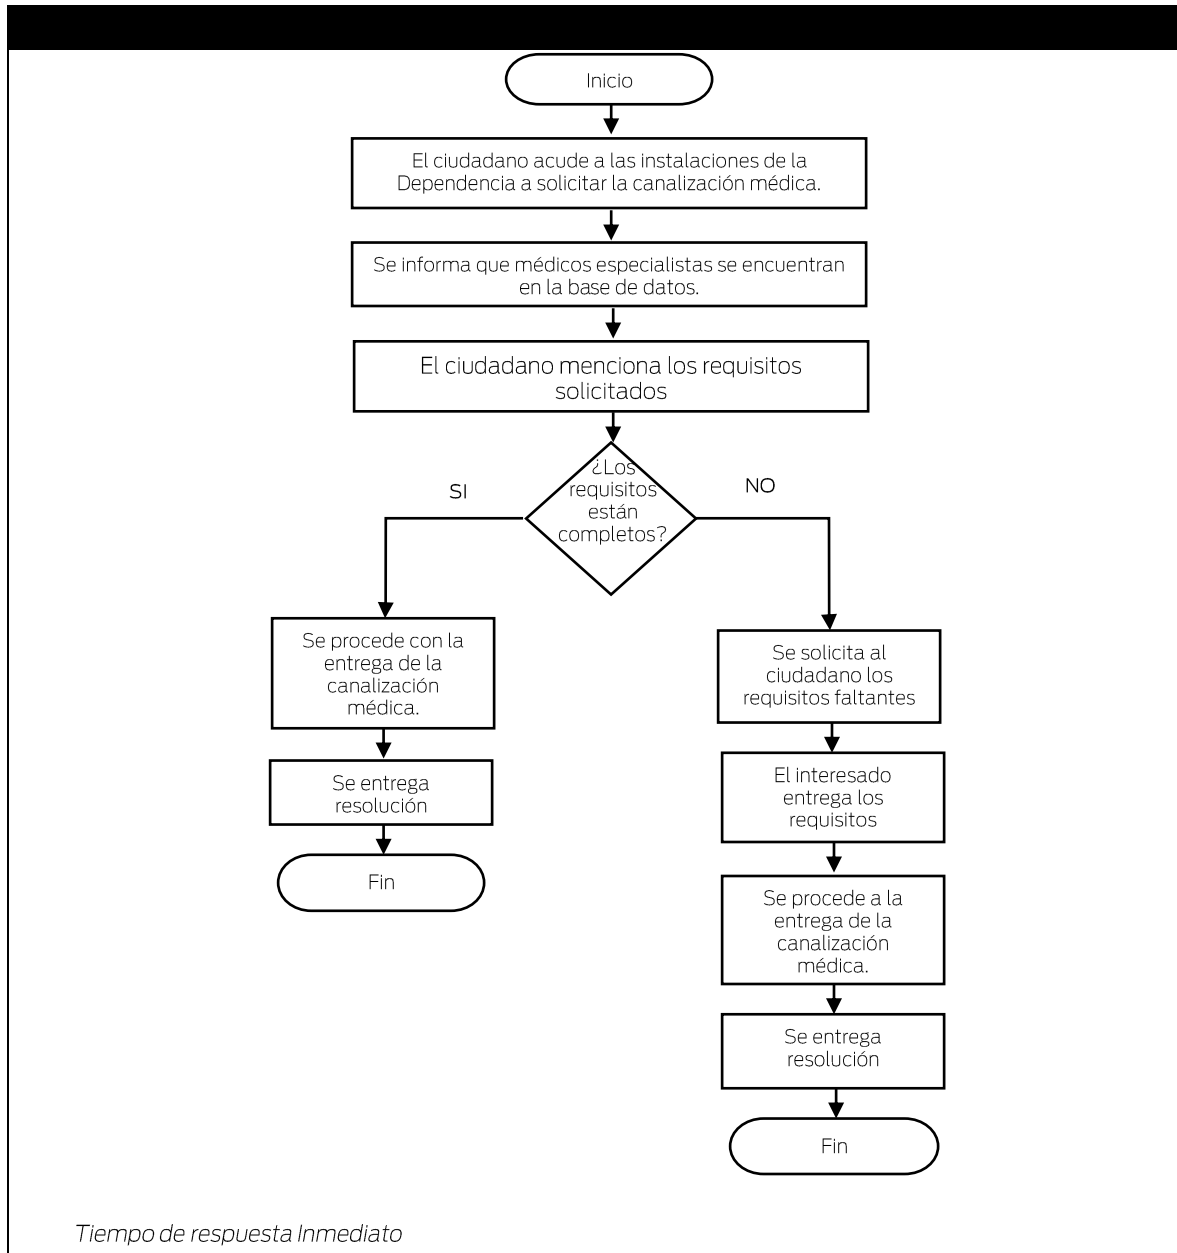 Inicio
El ciudadano acude a las instalaciones de la
Dependencia a solicitar la canalización médica.
Se informa que médicos especialistas se encuentran
en la base de datos.
El ciudadano menciona los requisitos
solicitados
¿Los
requisitos
están
completos?
SI
NO
Se procede con la
entrega de la
canalización
médica.
Se entrega
resolución
Fin
Se solicita al
ciudadano los
requisitos faltantes
El interesado
entrega los
requisitos
Se procede a la
entrega de la
canalización
médica.
Se entrega
resolución
Fin
Tiempo de respuesta Inmediato